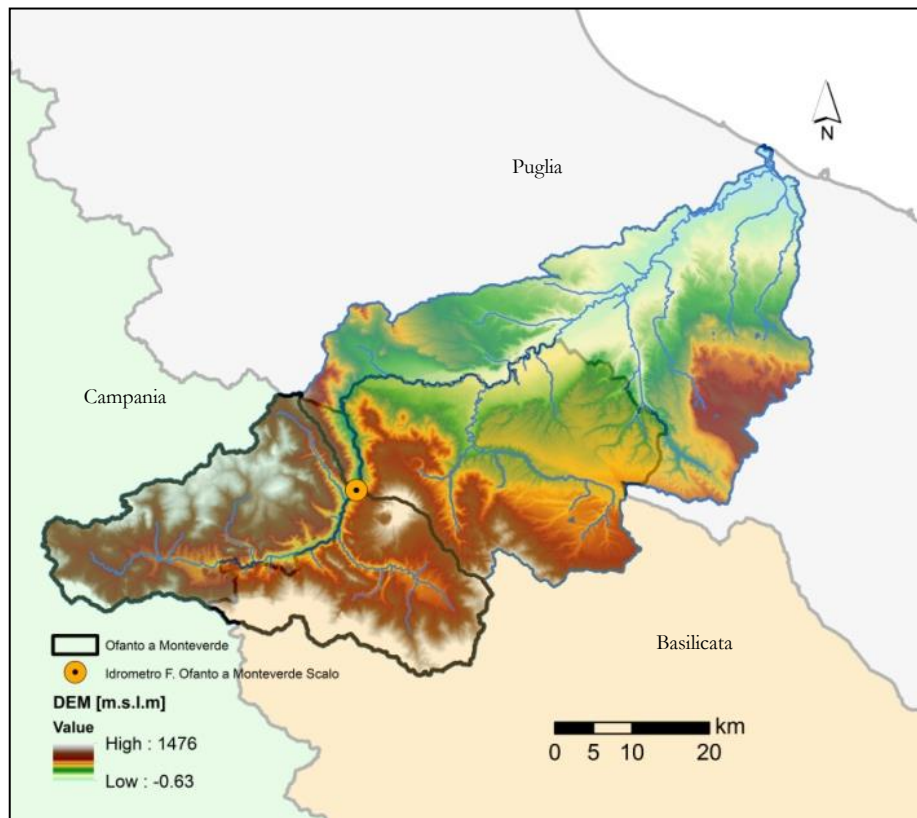 N
Puglia
Campania
Basilicata
Ofanto a Monteverde
Idrometro F. Ofanto a Monteverde Scalo
DEM [m.s.l.m]
Value
High : 1476
Low : -0.63
km
0 5 10 20